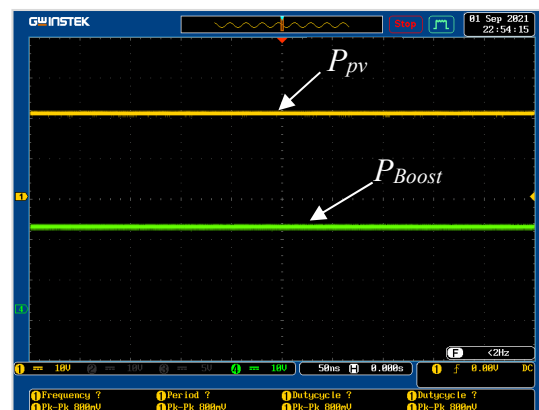 GWINSTEK Stop 01 Sep 2021
22:54:15
Ppv
PBoost
1
4
F <2Hz
1 10V 2 10V 3 5V 4 10V 50ms H 0.000s 1 f 0.00V DC
1 Frequency ? 1 Period ? 1 Dutycycle ? 1 Dutycycle ?
1 Pk-Pk 800mV 1 Pk-Pk 800mV 1 Pk-Pk 800mV 1 Pk-Pk 800mV